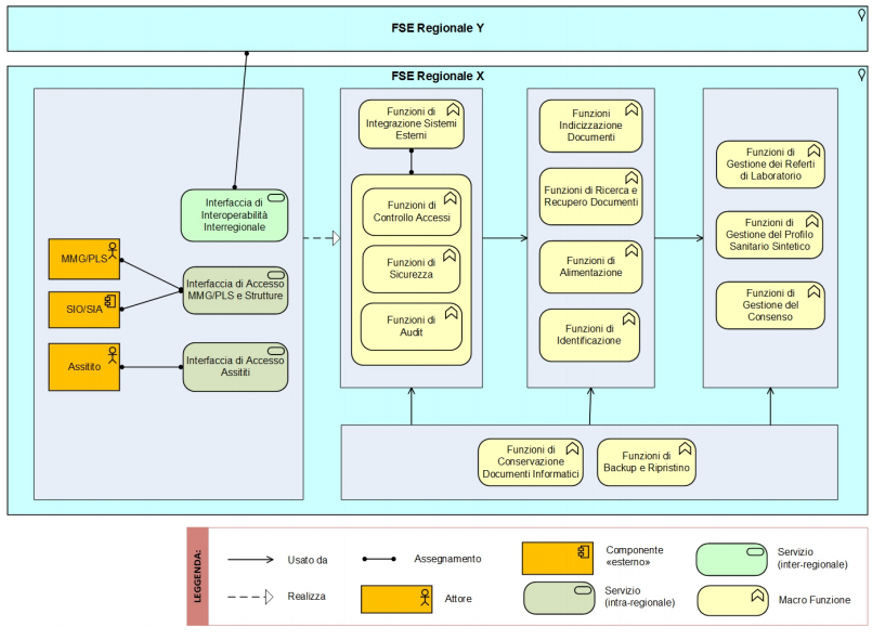 FSE Regionale Y
FSE Regionale X
Interfaccia di
Interoperabilità
Interregionale
MMG/PLS
SIO/SIA
Interfaccia di Accesso
MMG/PLS e Strutture
Assitito
Interfaccia di Accesso
Assititi
Funzioni di
Integrazione Sistemi
Esterni
Funzioni di
Controllo Accessi
Funzioni di
Sicurezza
Funzioni di
Audit
Funzioni
Indicizzazione
Documenti
Funzioni di Ricerca e
Recupero Documenti
Funzioni di
Alimentazione
Funzioni di
Identificazione
Funzioni di
Gestione dei Referti
di Laboratorio
Funzioni di
Gestione del Profilo
Sanitario Sintetico
Funzioni di
Gestione del
Consenso
Funzioni di
Conservazione
Documenti Informatici
Funzioni di
Backup e Ripristino
LEGGENDA:
Usato da
Assegnamento
Componente
«esterno»
Servizio
(inter-regionale)
Realizza
Attore
Servizio
(intra-regionale)
Macro Funzione